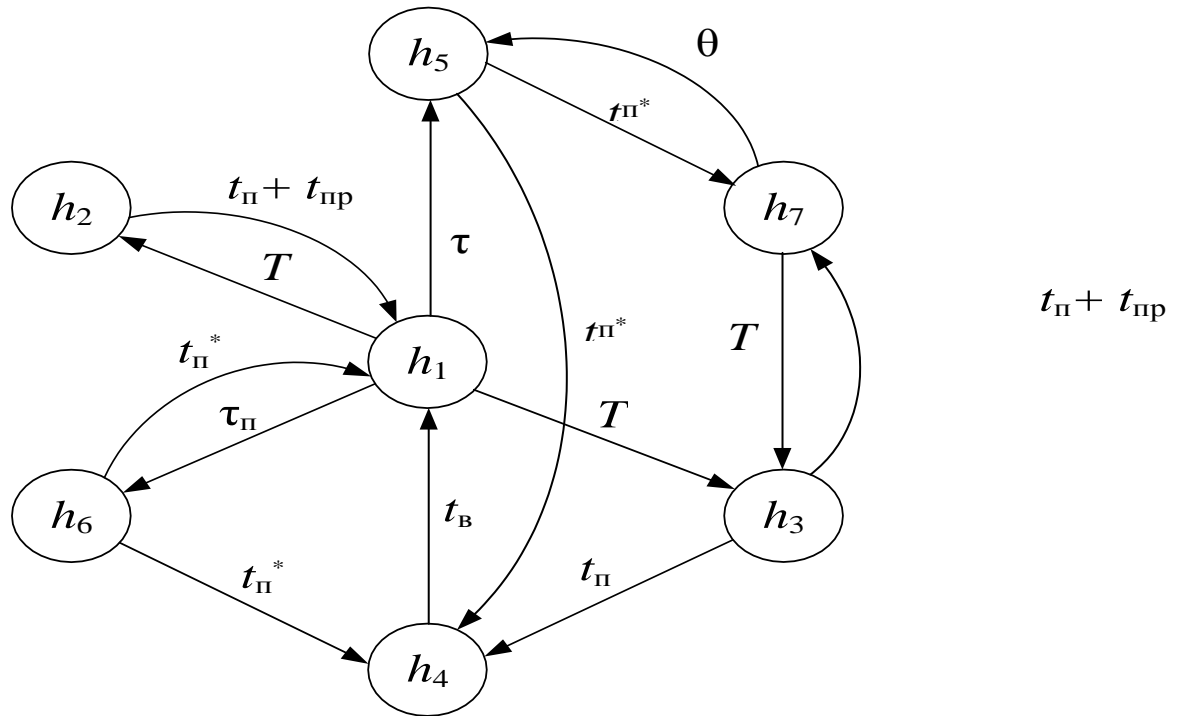 θ
h₅
tп*
tп + tпр
h₂
h₇
τ
T
tп + tпр
tп*
T
tп*
h₁
T
τп
tв
h₆
h₃
tп*
tп
h₄